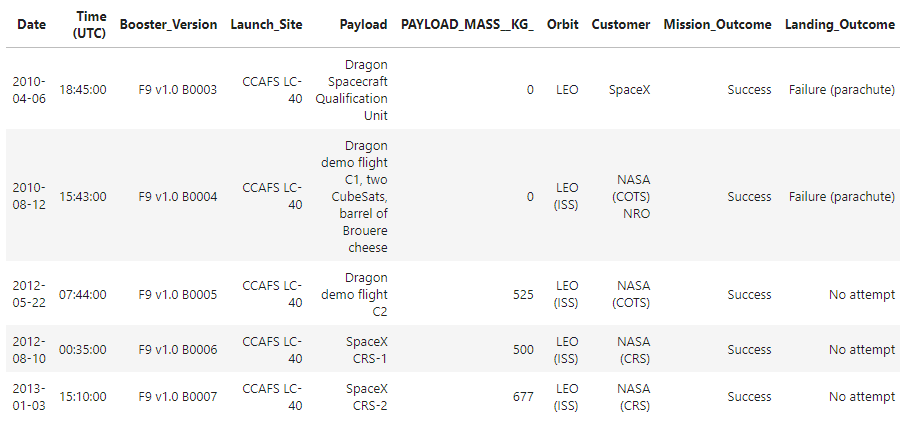 Date Time (UTC) Booster_Version Launch_Site Payload PAYLOAD_MASS__KG_ Orbit Customer Mission_Outcome Landing_Outcome
2010-04-06 18:45:00 F9 v1.0 B0003 CCAFS LC-40 Dragon Spacecraft Qualification Unit 0 LEO SpaceX Success Failure (parachute)
2010-08-12 15:43:00 F9 v1.0 B0004 CCAFS LC-40 Dragon demo flight C1, two CubeSats, barrel of Brouere cheese 0 LEO (ISS) NASA (COTS) NRO Success Failure (parachute)
2012-05-22 07:44:00 F9 v1.0 B0005 CCAFS LC-40 Dragon demo flight C2 525 LEO (ISS) NASA (COTS) Success No attempt
2012-08-10 00:35:00 F9 v1.0 B0006 CCAFS LC-40 SpaceX CRS-1 500 LEO (ISS) NASA (CRS) Success No attempt
2013-01-03 15:10:00 F9 v1.0 B0007 CCAFS LC-40 SpaceX CRS-2 677 LEO (ISS) NASA (CRS) Success No attempt